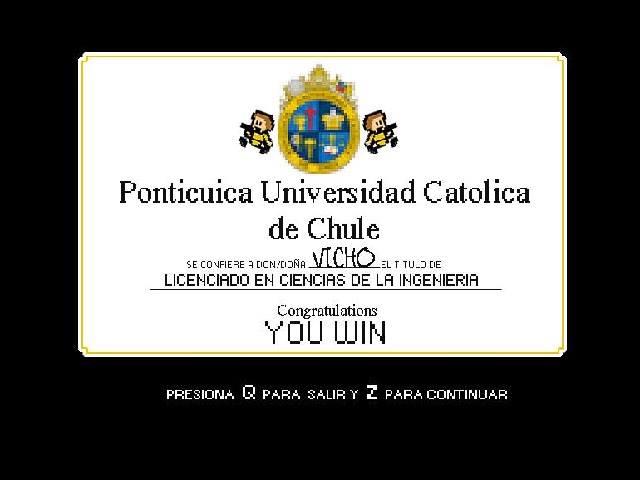 Ponticuica Universidad Catolica
de Chule
SE CONFIERE A DON/DOÑA VICHO EL TITULO DE
LICENCIADO EN CIENCIAS DE LA INGENIERIA
Congratulations
YOU WIN
PRESIONA Q PARA SALIR Y Z PARA CONTINUAR